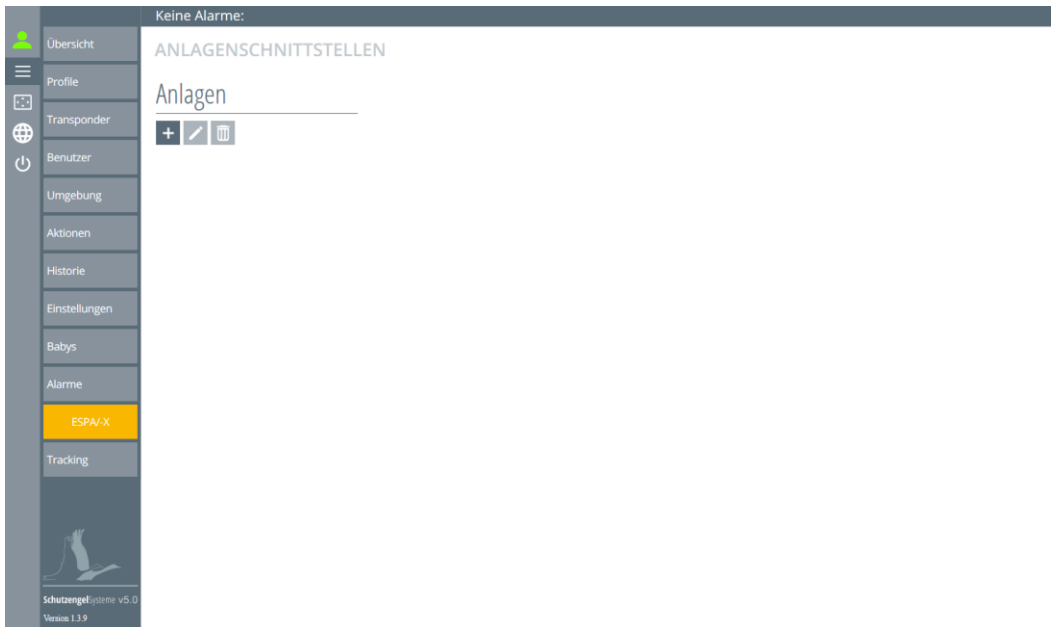 Keine Alarme:
Übersicht
Profile
Transponder
Benutzer
Umgebung
Aktionen
Historie
Einstellungen
Babys
Alarme
ESPA/-X
Tracking
SchutzengelSysteme v5.0
Version 1.3.9
ANLAGENSCHNITTSTELLEN
Anlagen